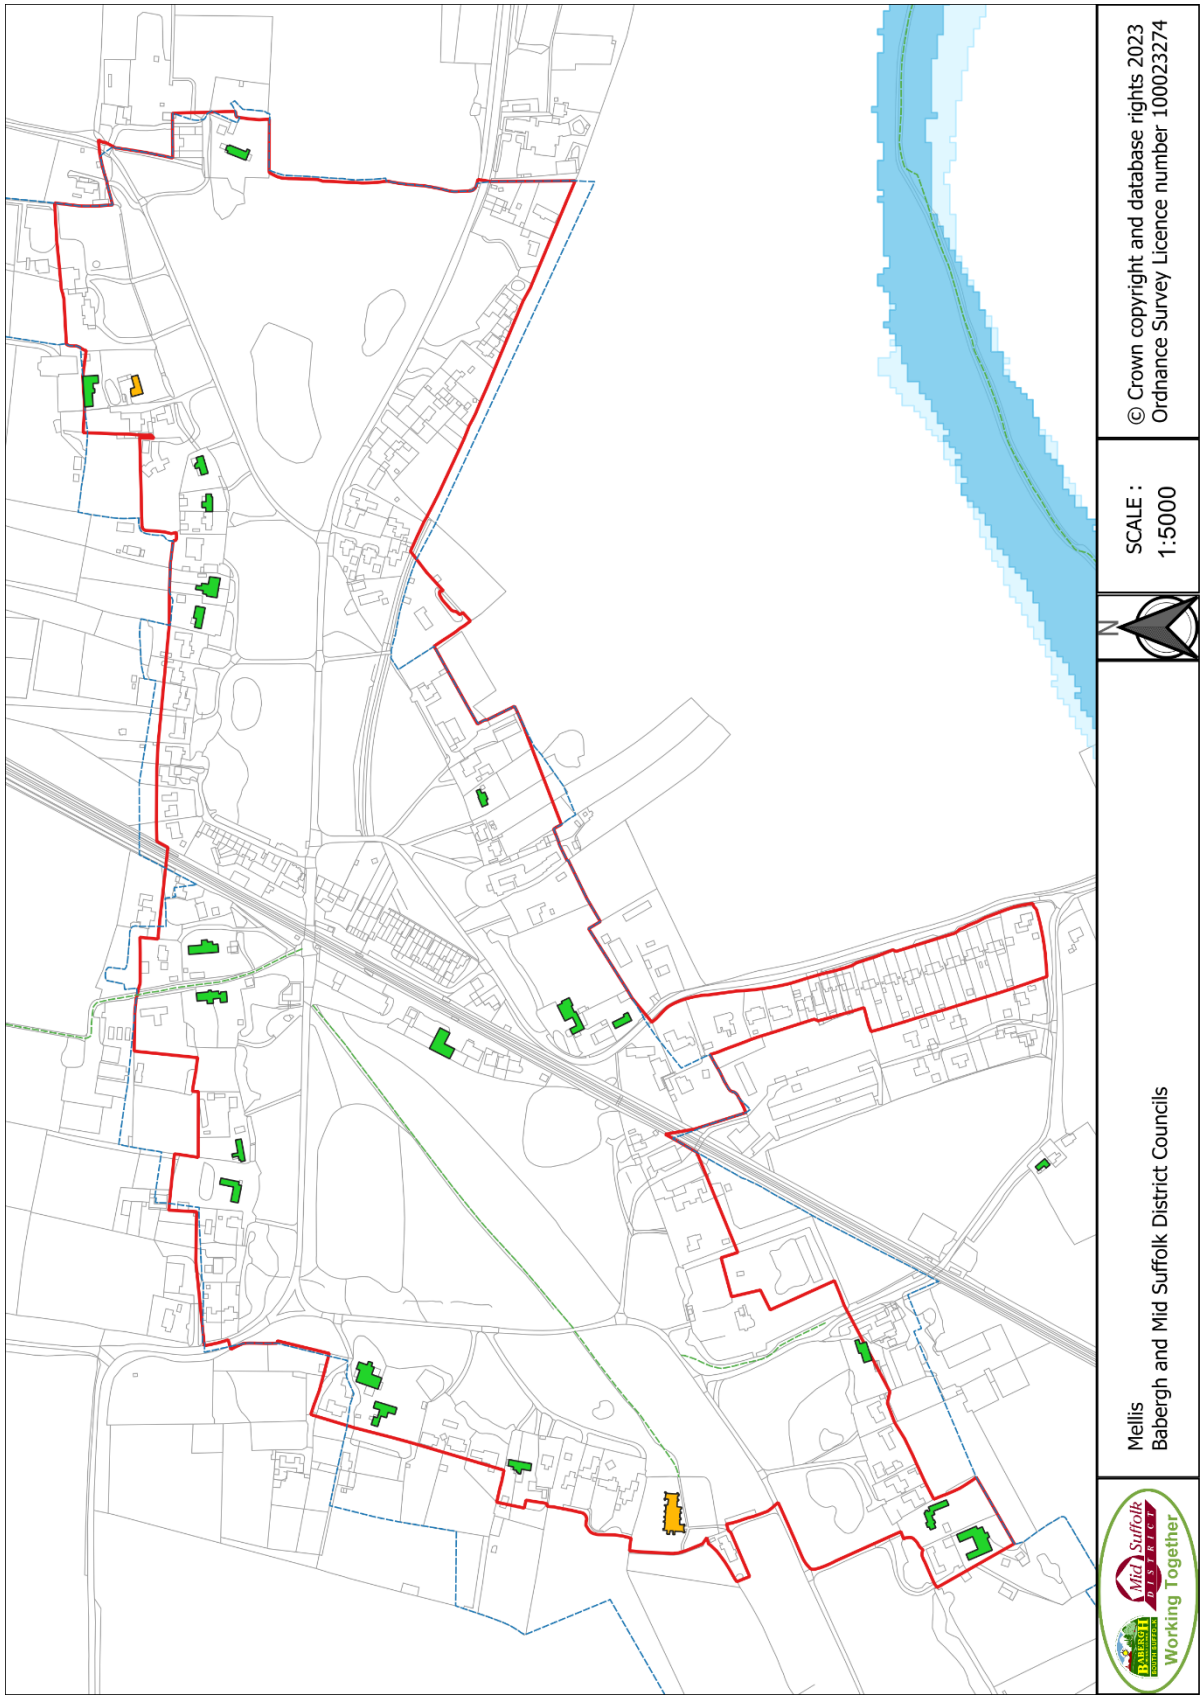 Mellis
Babergh and Mid Suffolk District Councils
N
SCALE :
1:5000
© Crown copyright and database rights 2023
Ordnance Survey Licence number 100023274
BABERGH
SOUTH SUFFOLK
Mid Suffolk
DISTRICT
Working Together